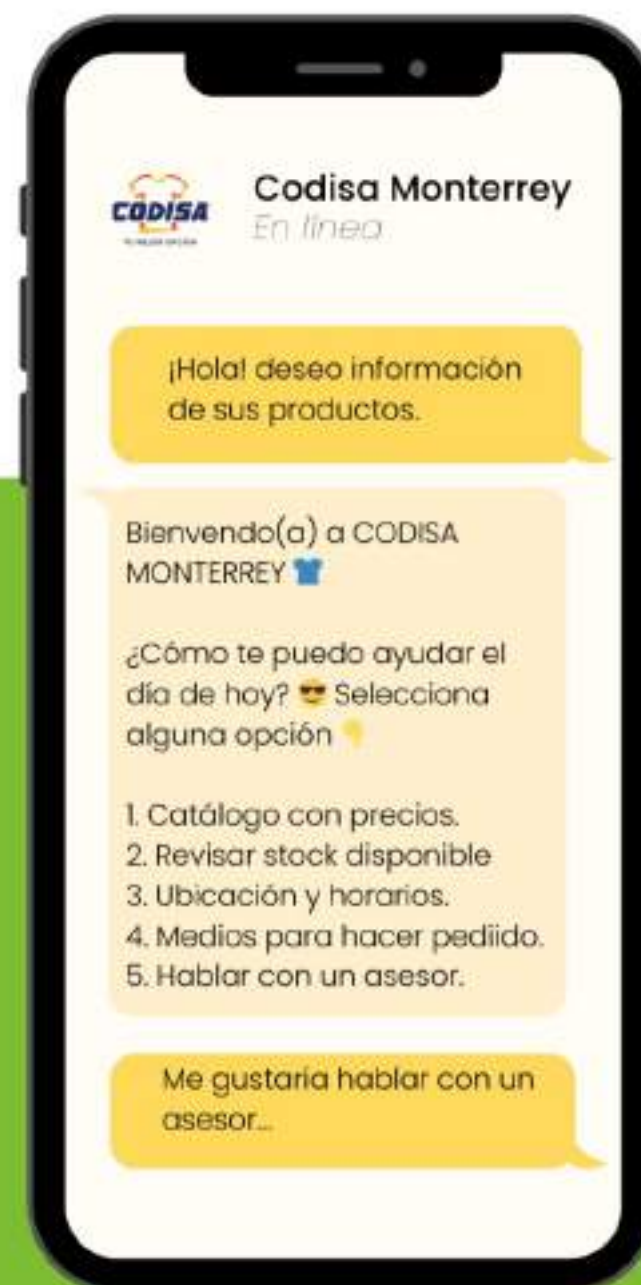 CODISA
Codisa Monterrey
En línea
¡Hola! deseo información
de sus productos.
Bienvendo(a) a CODISA
MONTERREY 👕
¿Cómo te puedo ayudar el
día de hoy? 😎 Selecciona
alguna opción 👇
1. Catálogo con precios.
2. Revisar stock disponible
3. Ubicación y horarios.
4. Medios para hacer pediido.
5. Hablar con un asesor.
Me gustaria hablar con un
asesor...